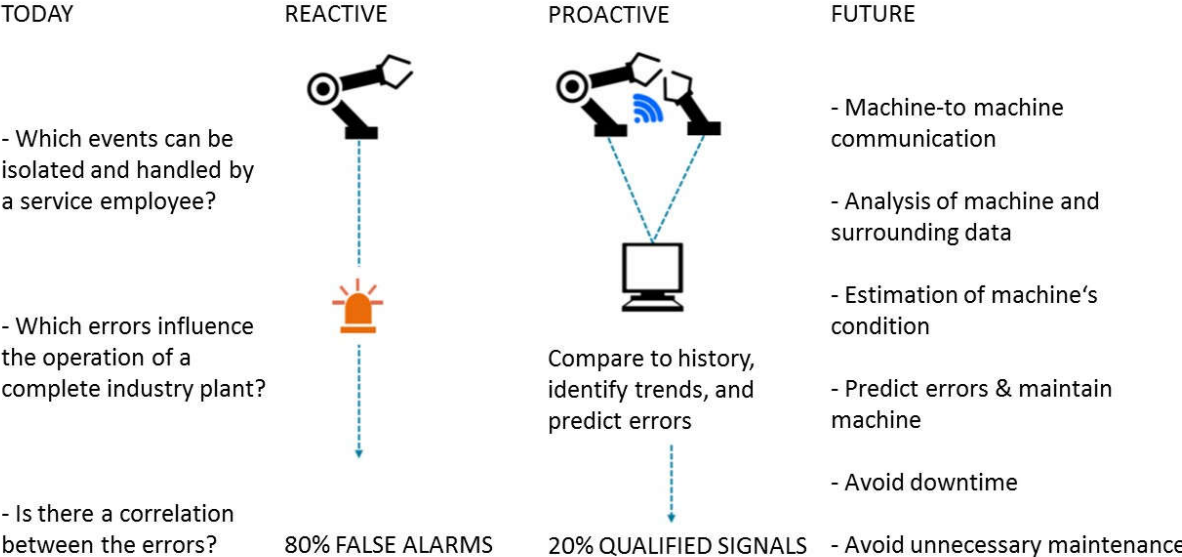 TODAY
- Which events can be
isolated and handled by
a service employee?
- Which errors influence
the operation of a
complete industry plant?
- Is there a correlation
between the errors?
REACTIVE
80% FALSE ALARMS
PROACTIVE
Compare to history,
identify trends, and
predict errors
20% QUALIFIED SIGNALS
FUTURE
- Machine-to machine
communication
- Analysis of machine and
surrounding data
- Estimation of machine‘s
condition
- Predict errors & maintain
machine
- Avoid downtime
- Avoid unnecessary maintenance